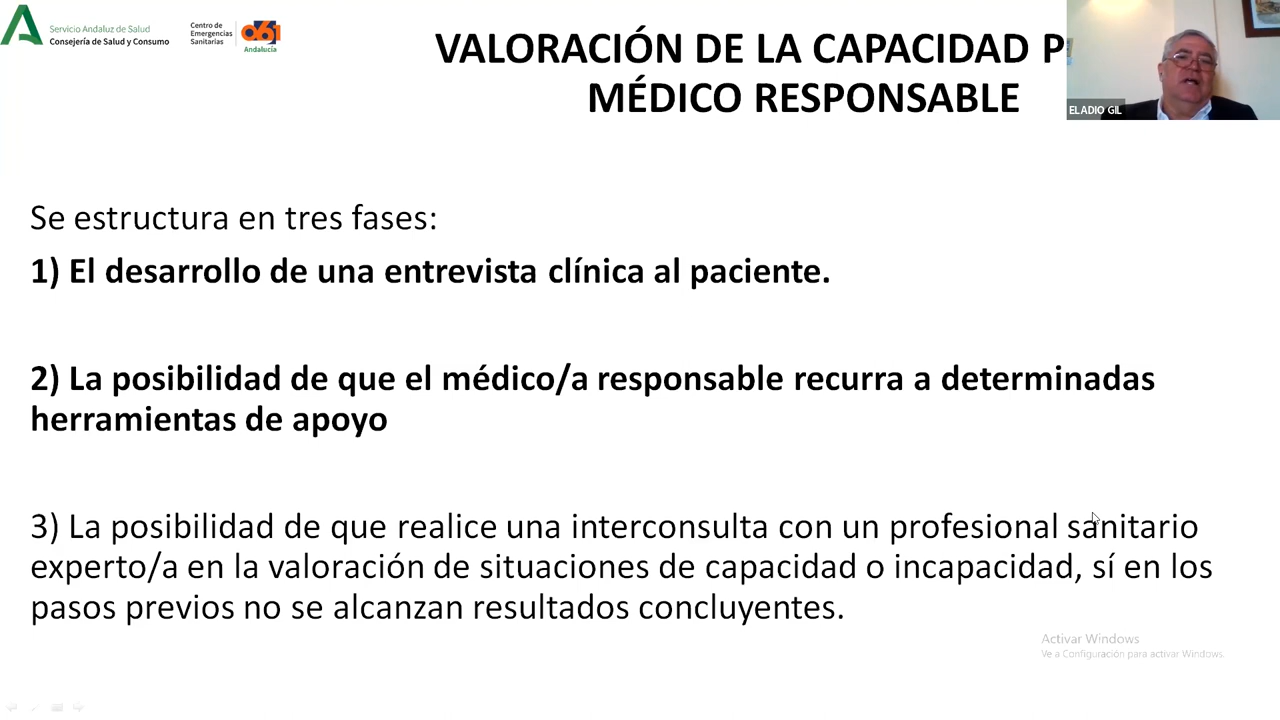 Servicio Andaluz de Salud
Consejería de Salud y Consumo
Centro de
Emergencias
Sanitarias
061
Andalucía
VALORACIÓN DE LA CAPACIDAD P
MÉDICO RESPONSABLE
ELADIO GIL
Se estructura en tres fases:
1) El desarrollo de una entrevista clínica al paciente.
2) La posibilidad de que el médico/a responsable recurra a determinadas
herramientas de apoyo
3) La posibilidad de que realice una interconsulta con un profesional sanitario
experto/a en la valoración de situaciones de capacidad o incapacidad, sí en los
pasos previos no se alcanzan resultados concluyentes.
Activar Windows
Ve a Configuración para activar Windows.